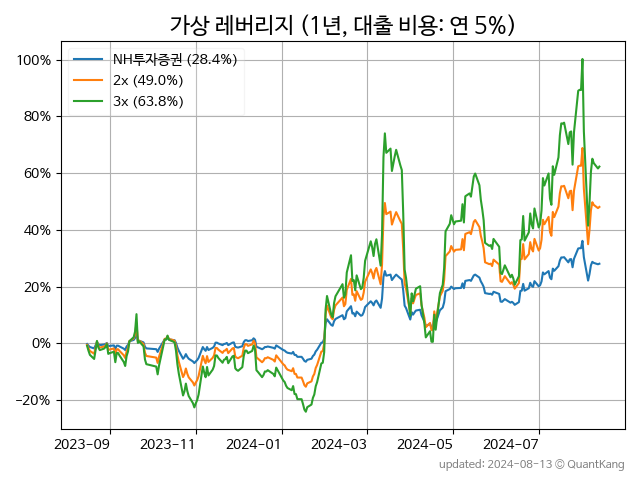 가상 레버리지 (1년, 대출 비용: 연 5%)
NH투자증권 (28.4%)
2x (49.0%)
3x (63.8%)
100%
80%
60%
40%
20%
0%
−20%
2023-09 2023-11 2024-01 2024-03 2024-05 2024-07
updated: 2024-08-13 © QuantKang